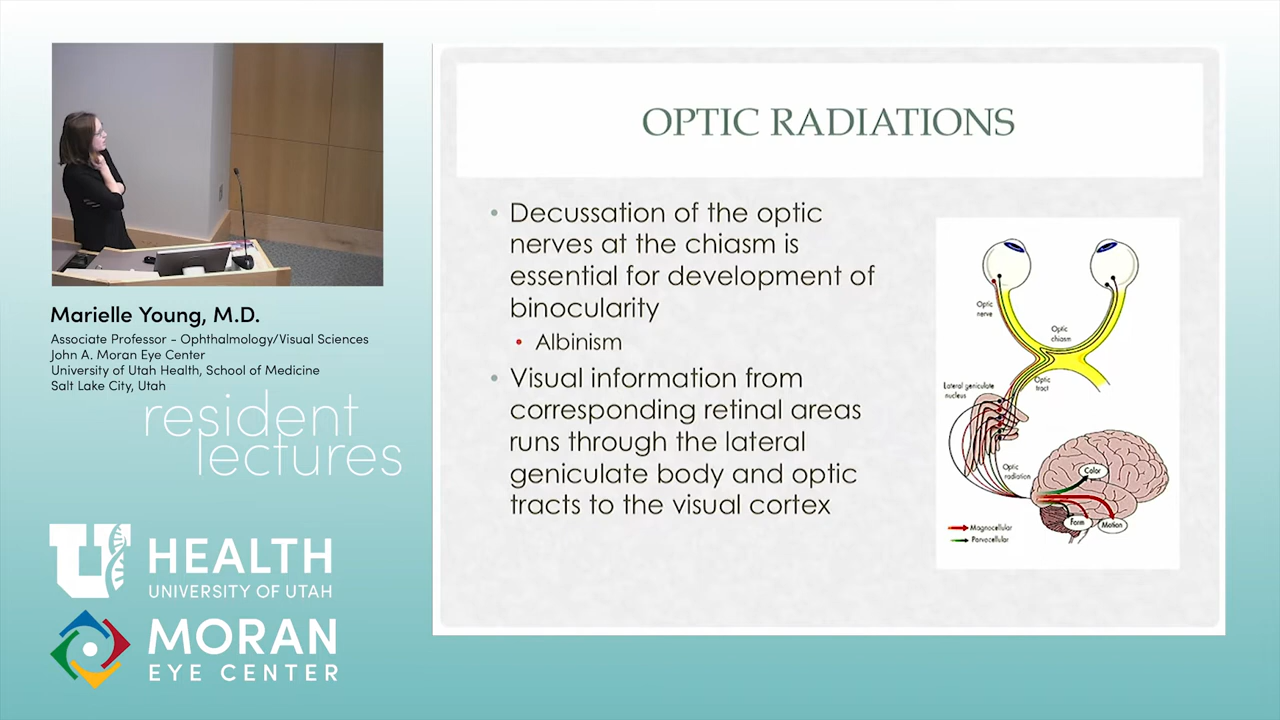 Marielle Young, M.D.
Associate Professor - Ophthalmology/Visual Sciences
John A. Moran Eye Center
University of Utah Health, School of Medicine
Salt Lake City, Utah
resident
lectures
U HEALTH
UNIVERSITY OF UTAH
MORAN
EYE CENTER
OPTIC RADIATIONS
• Decussation of the optic
nerves at the chiasm is
essential for development of
binocularity
• Albinism
• Visual information from
corresponding retinal areas
runs through the lateral
geniculate body and optic
tracts to the visual cortex
Optic
nerve
Optic
chiasm
Optic
tract
Lateral geniculate
nucleus
Optic
radiation
Color
Form
Motion
Magnocellular
Parvocellular